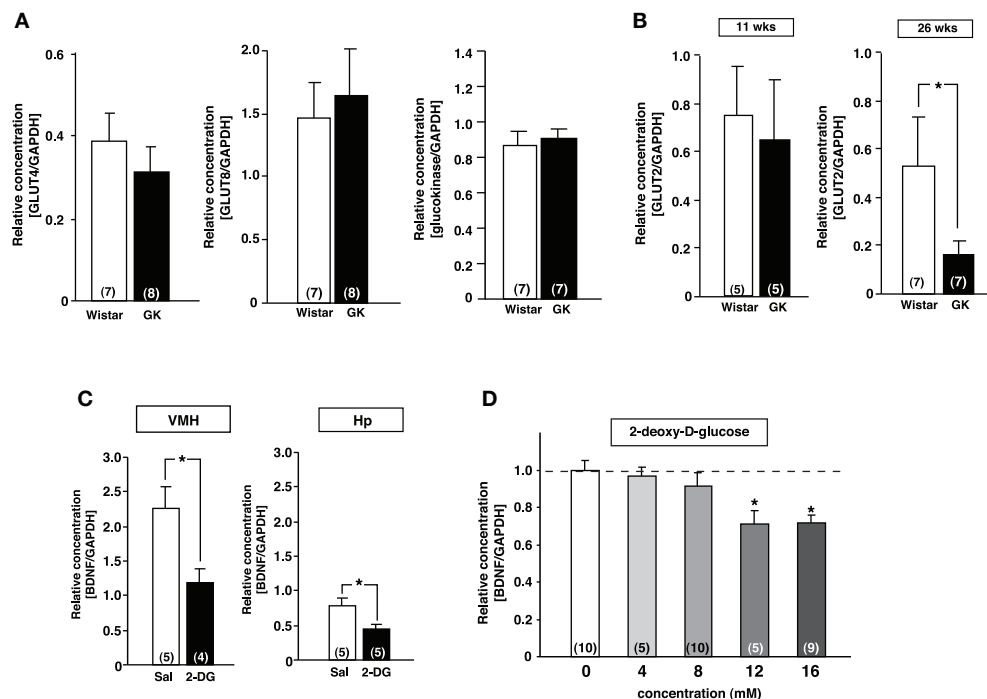 A
Relative concentration
[GLUT4/GAPDH]
0.6
0.4
0.2
0
(7)
(8)
Wistar
GK
Relative concentration
[GLUT8/GAPDH]
2.0
1.5
1.0
0.5
0
(7)
(8)
Wistar
GK
Relative concentration
[glucokinase/GAPDH]
1.4
1.2
1.0
0.8
0.6
0.4
0.2
0
(7)
(7)
Wistar
GK
B
11 wks
Relative concentration
[GLUT2/GAPDH]
1.0
0.8
0.6
0.4
0.2
0
(5)
(5)
Wistar
GK
26 wks
Relative concentration
[GLUT2/GAPDH]
1.0
0.8
0.6
0.4
0.2
0
*
(7)
(7)
Wistar
GK
C
VMH
Relative concentration
[BDNF/GAPDH]
3.0
2.5
2.0
1.5
1.0
0.5
0
*
(5)
(4)
Sal
2-DG
Hp
Relative concentration
[BDNF/GAPDH]
3.0
2.5
2.0
1.5
1.0
0.5
0
*
(5)
(5)
Sal
2-DG
D
2-deoxy-D-glucose
Relative concentration
[BDNF/GAPDH]
1.0
0.8
0.6
0.4
0.2
0
*
*
(10)
(5)
(10)
(5)
(9)
0
4
8
12
16
concentration (mM)